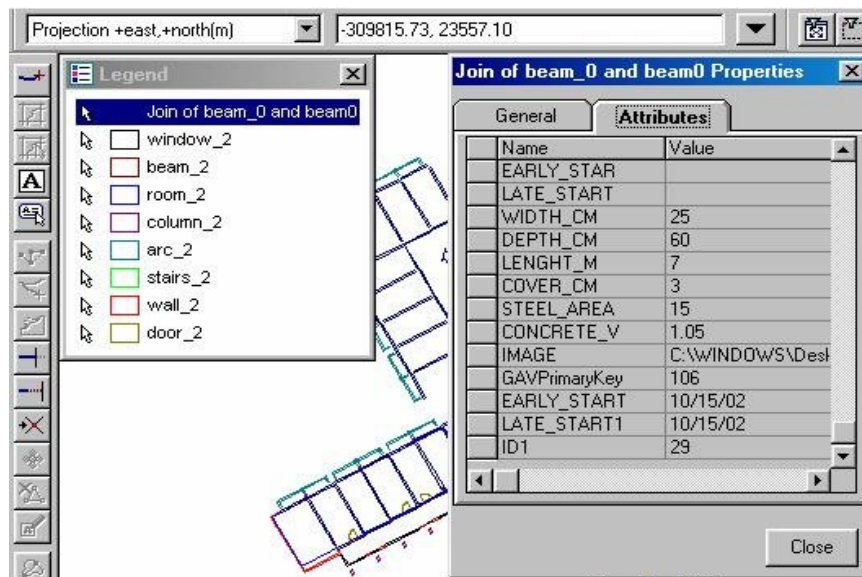 Projection +east,+north(m)
-309815.73, 23557.10
Legend
Join of beam_0 and beam0
window_2
beam_2
room_2
column_2
arc_2
stairs_2
wall_2
door_2
A
Join of beam_0 and beam0 Properties
General Attributes
Name Value
EARLY_STAR
LATE_START
WIDTH_CM 25
DEPTH_CM 60
LENGHT_M 7
COVER_CM 3
STEEL_AREA 15
CONCRETE_V 1.05
IMAGE C:\WINDOWS\Desk
GAVPrimaryKey 106
EARLY_START 10/15/02
LATE_START1 10/15/02
ID1 29
Close